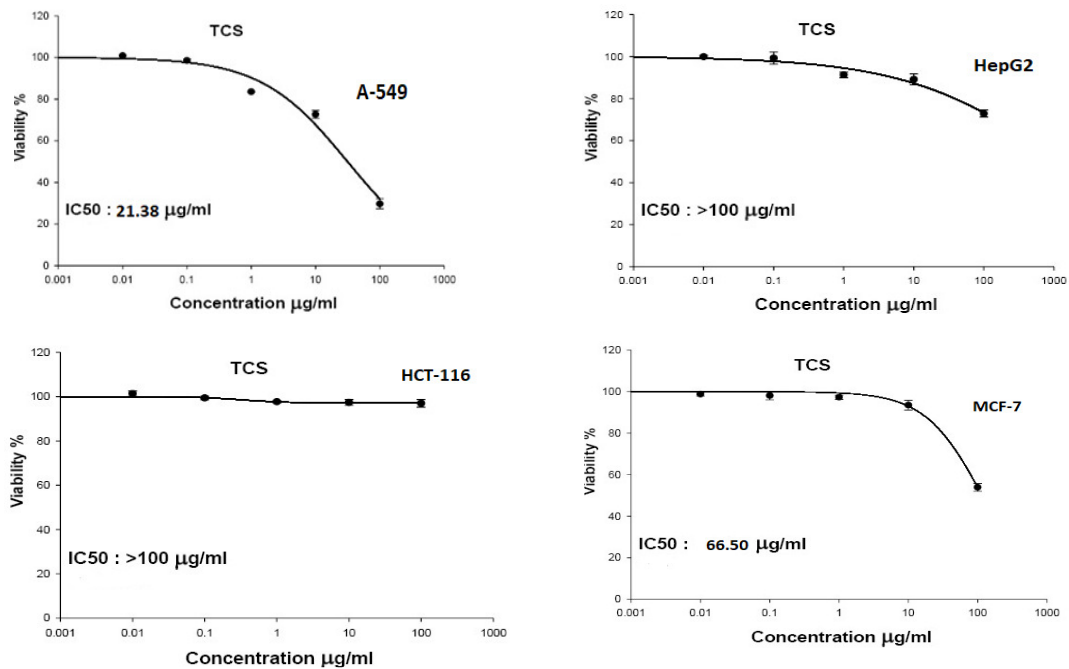 TCS
A-549
Viability %
120
100
80
60
40
20
0
IC50 : 21.38 μg/ml
0.001 0.01 0.1 1 10 100 1000
Concentration μg/ml
TCS
HepG2
Viability %
120
100
80
60
40
20
0
IC50 : >100 μg/ml
0.001 0.01 0.1 1 10 100 1000
Concentration μg/ml
TCS
HCT-116
Viability %
120
100
80
60
40
20
0
IC50 : >100 μg/ml
0.001 0.01 0.1 1 10 100 1000
Concentration μg/ml
TCS
MCF-7
Viability %
120
100
80
60
40
20
0
IC50 : 66.50 μg/ml
0.001 0.01 0.1 1 10 100 1000
Concentration μg/ml